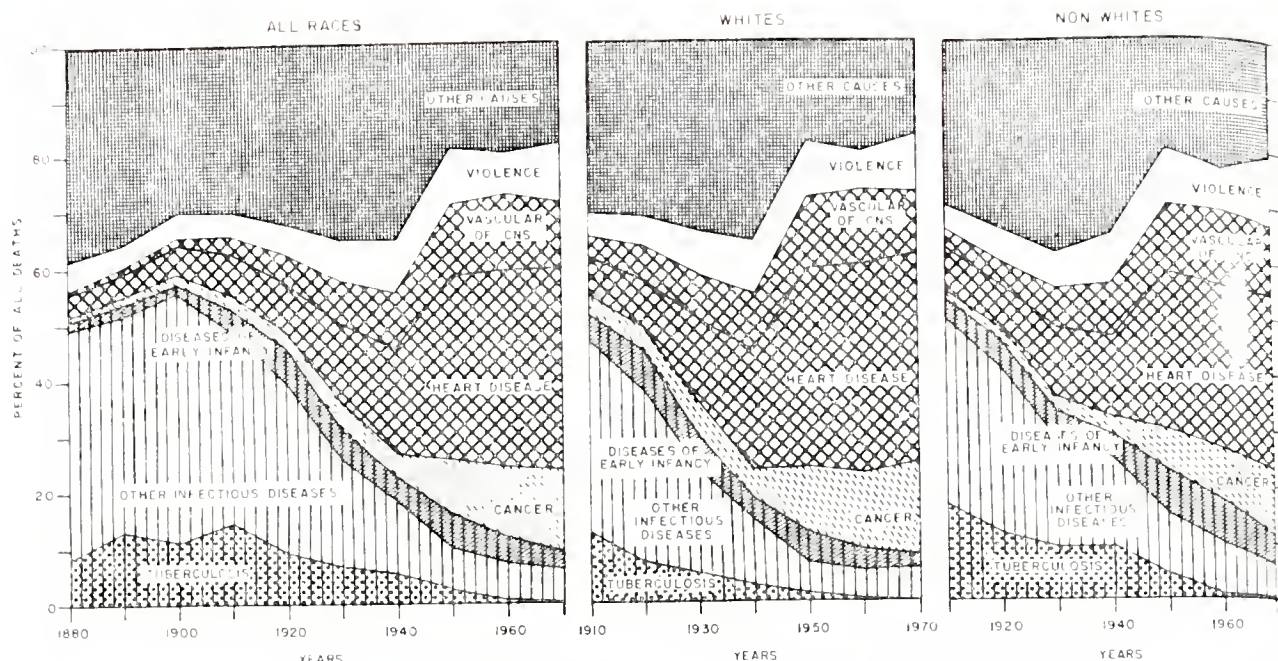 ALL RACES
WHITES
NON WHITES
PERCENT OF ALL DEATHS
80
60
40
20
0
OTHER CAUSES
VIOLENCE
VASCULAR
OF CNS
HEART DISEASE
DISEASES OF
EARLY INFANCY
OTHER INFECTIOUS DISEASES
CANCER
TUBERCULOSIS
1880
1900
1920
1940
1960
YEARS
OTHER CAUSES
VIOLENCE
VASCULAR
OF CNS
HEART DISEASE
DISEASES OF
EARLY INFANCY
OTHER
INFECTIOUS
DISEASES
CANCER
TUBERCULOSIS
1910
1930
1950
1970
YEARS
OTHER CAUSES
VIOLENCE
VASCULAR
OF CNS
HEART DISEASE
DISEASES OF
EARLY INFANCY
OTHER
INFECTIOUS
DISEASES
CANCER
TUBERCULOSIS
1920
1940
1960
YEARS